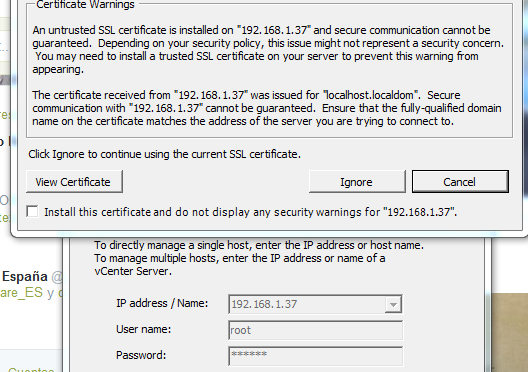 Certificate Warnings
An untrusted SSL certificate is installed on "192.168.1.37" and secure communication cannot be
guaranteed. Depending on your security policy, this issue might not represent a security concern.
You may need to install a trusted SSL certificate on your server to prevent this warning from
appearing.
The certificate received from "192.168.1.37" was issued for "localhost.localdom". Secure
communication with "192.168.1.37" cannot be guaranteed. Ensure that the fully-qualified domain
name on the certificate matches the address of the server you are trying to connect to.
Click Ignore to continue using the current SSL certificate.
View Certificate
Ignore
Cancel
Install this certificate and do not display any security warnings for "192.168.1.37".
To directly manage a single host, enter the IP address or host name.
To manage multiple hosts, enter the IP address or name of a
vCenter Server.
España @
are_ES y
IP address / Name: 192.168.1.37
User name: root
Password: ******
Cuentas